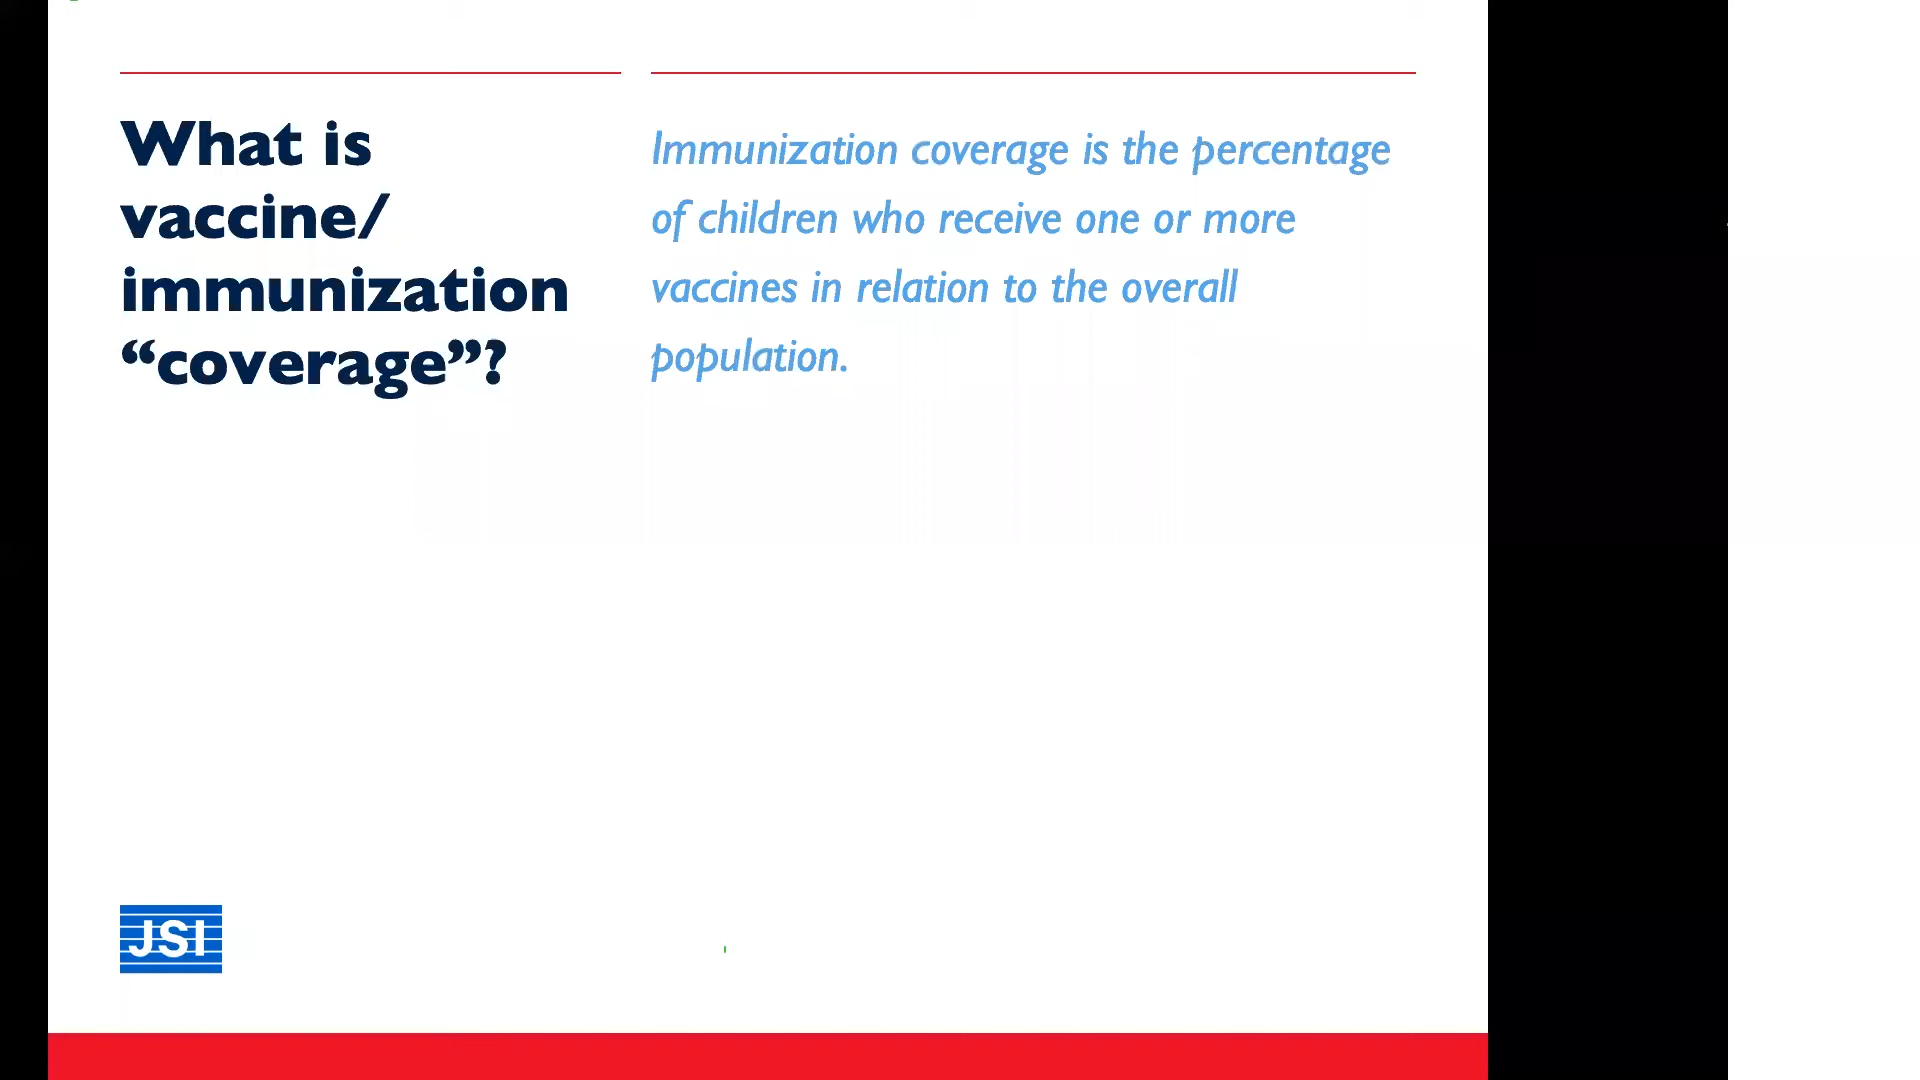 What is
vaccine/
immunization
“coverage”?
Immunization coverage is the percentage
of children who receive one or more
vaccines in relation to the overall
population.
JSI